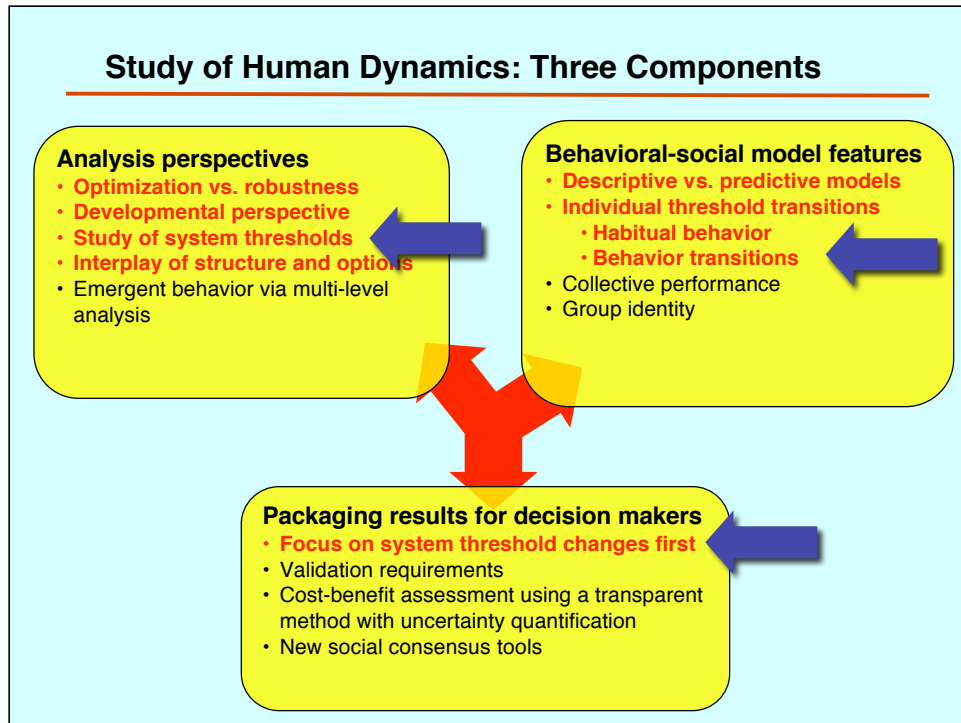 Study of Human Dynamics: Three Components
Analysis perspectives
• Optimization vs. robustness
• Developmental perspective
• Study of system thresholds
• Interplay of structure and options
• Emergent behavior via multi-level
analysis
Behavioral-social model features
• Descriptive vs. predictive models
• Individual threshold transitions
• Habitual behavior
• Behavior transitions
• Collective performance
• Group identity
Packaging results for decision makers
• Focus on system threshold changes first
• Validation requirements
• Cost-benefit assessment using a transparent
method with uncertainty quantification
• New social consensus tools